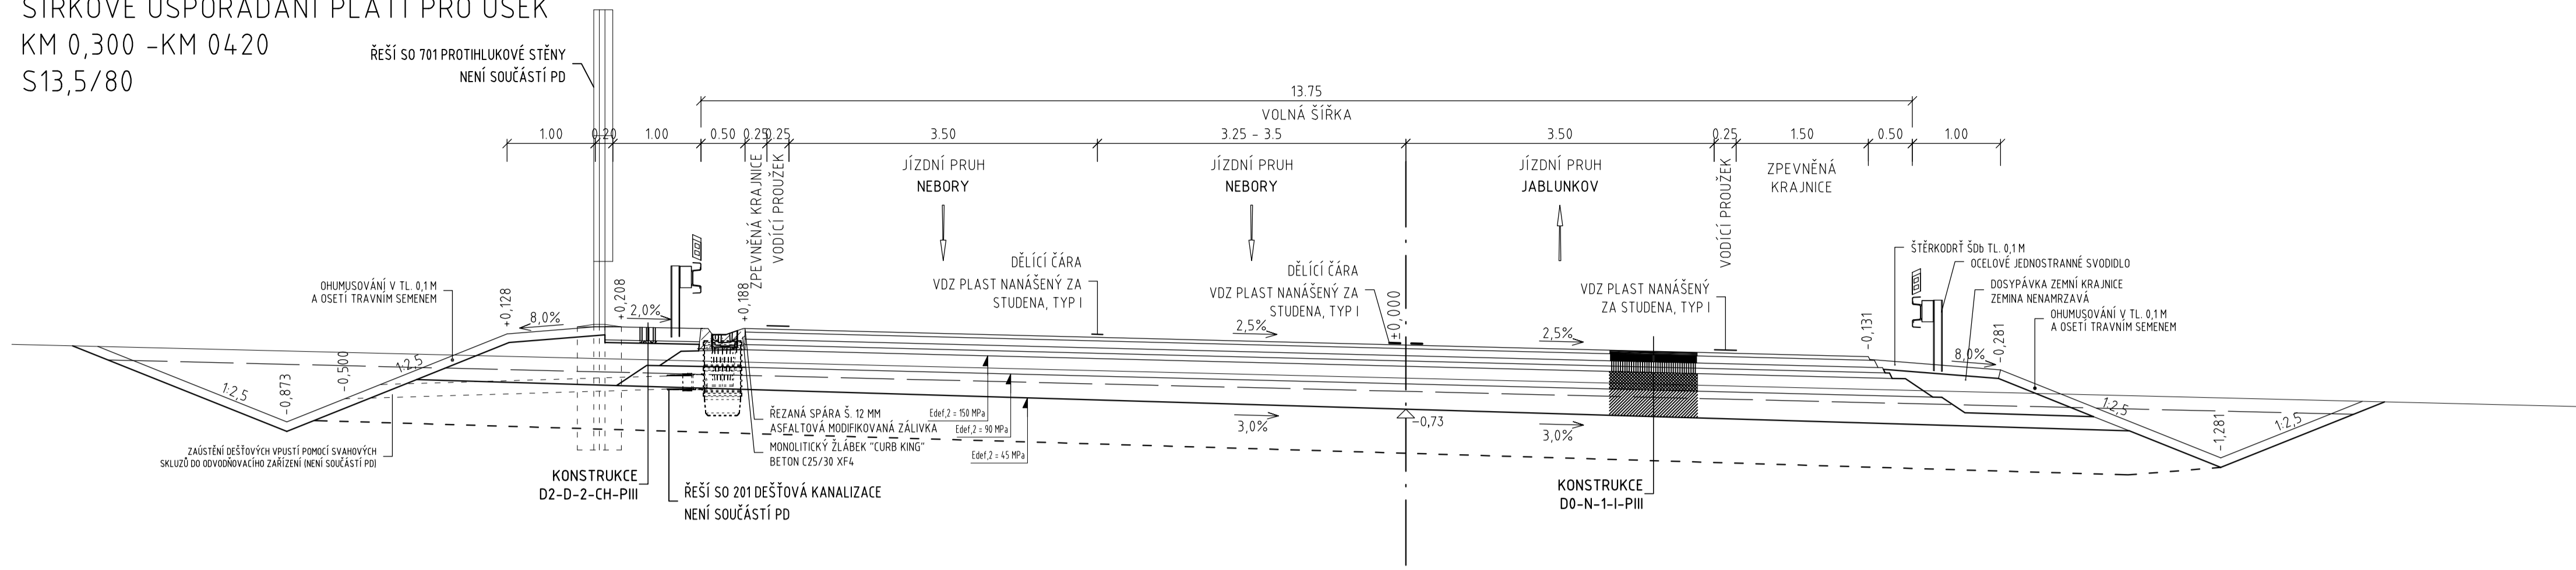 ŠÍŘKOVÉ USPOŘÁDÁNÍ PLATÍ PRO ÚSEK
KM 0,300 -KM 0420
S13,5/80
ŘEŠÍ SO 701 PROTIHLUKOVÉ STĚNY
NENÍ SOUČÁSTÍ PD
13.75
VOLNÁ ŠÍŘKA
1.00
0.20
1.00
0.50
0.25
0.25
3.50
3.25 - 3.5
3.50
0.25
1.50
0.50
1.00
ZPEVNĚNÁ KRAJNICE
VODÍCÍ PROUŽEK
JÍZDNÍ PRUH
NEBORY
JÍZDNÍ PRUH
NEBORY
JÍZDNÍ PRUH
JABLUNKOV
VODÍCÍ PROUŽEK
ZPEVNĚNÁ
KRAJNICE
OHUMUSOVÁNÍ V TL. 0,1 M
A OSETÍ TRAVNÍM SEMENEM
DĚLÍCÍ ČÁRA
VDZ PLAST NANÁŠENÝ ZA
STUDENA, TYP I
DĚLÍCÍ ČÁRA
VDZ PLAST NANÁŠENÝ ZA
STUDENA, TYP I
VDZ PLAST NANÁŠENÝ
ZA STUDENA, TYP I
ŠTĚRKODRŤ ŠDb TL. 0,1 M
OCELOVÉ JEDNOSTRANNÉ SVODIDLO
DOSYPÁVKA ZEMNÍ KRAJNICE
ZEMINA NENAMRZAVÁ
OHUMUSOVÁNÍ V TL. 0,1 M
A OSETÍ TRAVNÍM SEMENEM
+0,128
8,0%
+0,208
2,0%
+0,188
2,5%
±0,000
2,5%
-0,131
8,0%
-0,281
1:2,5
-0,873
-0,500
1:2,5
1:2,5
-1,281
1:2,5
Edef,2 = 150 MPa
Edef,2 = 90 MPa
Edef,2 = 45 MPa
3,0%
-0,73
3,0%
ŘEZANÁ SPÁRA Š. 12 MM
ASFALTOVÁ MODIFIKOVANÁ ZÁLIVKA
MONOLITICKÝ ŽLÁBEK "CURB KING"
BETON C25/30 XF4
ZAÚSTĚNÍ DEŠŤOVÝCH VPUSTÍ POMOCÍ SVAHOVÝCH
SKLUZŮ DO ODVODŇOVACÍHO ZAŘÍZENÍ (NENÍ SOUČÁSTÍ PD)
KONSTRUKCE
D2-D-2-CH-PIII
ŘEŠÍ SO 201 DEŠŤOVÁ KANALIZACE
NENÍ SOUČÁSTÍ PD
KONSTRUKCE
D0-N-1-I-PIII